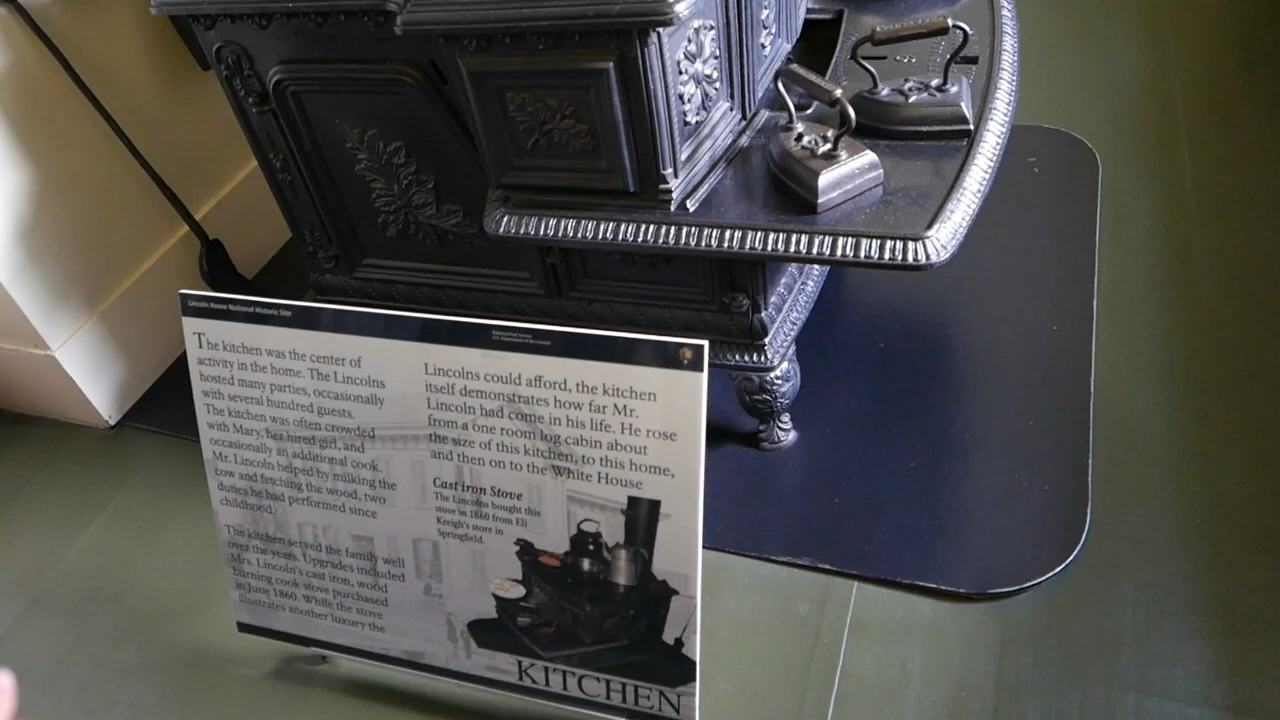 Lincoln Home National Historic Site
National Park Service
U.S. Department of the Interior
The kitchen was the center of
activity in the home. The Lincolns
hosted many parties, occasionally
with several hundred guests.
The kitchen was often crowded
with Mary, her hired girl, and
occasionally an additional cook.
Mr. Lincoln helped by milking the
cow and fetching the wood, two
duties he had performed since
childhood.
The kitchen served the family well
over the years. Upgrades included
Mrs. Lincoln's cast iron, wood
burning cook stove purchased
in June 1860. While the stove
illustrates another luxury the
Lincolns could afford, the kitchen
itself demonstrates how far Mr.
Lincoln had come in his life. He rose
from a one room log cabin about
the size of this kitchen, to this home,
and then on to the White House
Cast iron Stove
The Lincolns bought this
stove in 1860 from Eli
Kreigh's store in
Springfield.
KITCHEN